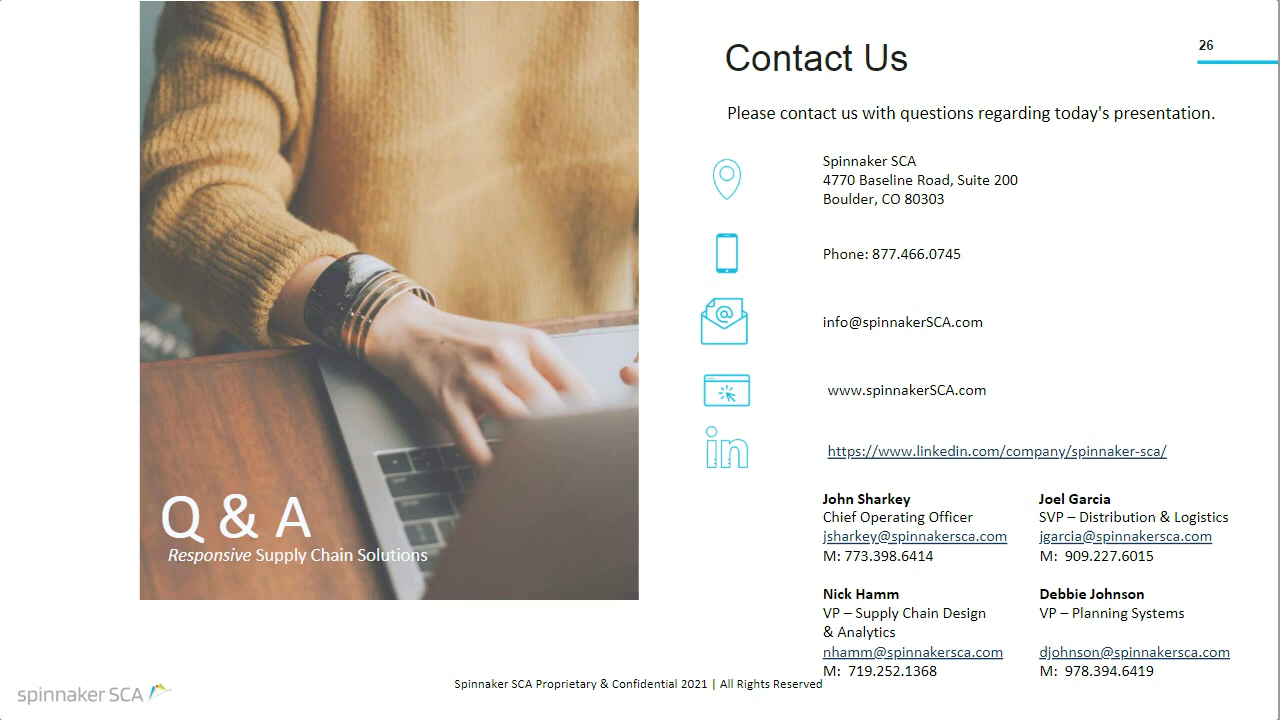 Contact Us
26
Please contact us with questions regarding today's presentation.
Spinnaker SCA
4770 Baseline Road, Suite 200
Boulder, CO 80303
Phone: 877.466.0745
@
info@spinnakerSCA.com
www.spinnakerSCA.com
in
https://www.linkedin.com/company/spinnaker-sca/
John Sharkey
Chief Operating Officer
jsharkey@spinnakersca.com
M: 773.398.6414
Joel Garcia
SVP – Distribution & Logistics
jgarcia@spinnakersca.com
M:  909.227.6015
Nick Hamm
VP – Supply Chain Design
& Analytics
nhamm@spinnakersca.com
M:  719.252.1368
Debbie Johnson
VP – Planning Systems
djohnson@spinnakersca.com
M:  978.394.6419
Q & A
Responsive Supply Chain Solutions
spinnaker SCA
Spinnaker SCA Proprietary & Confidential 2021 | All Rights Reserved